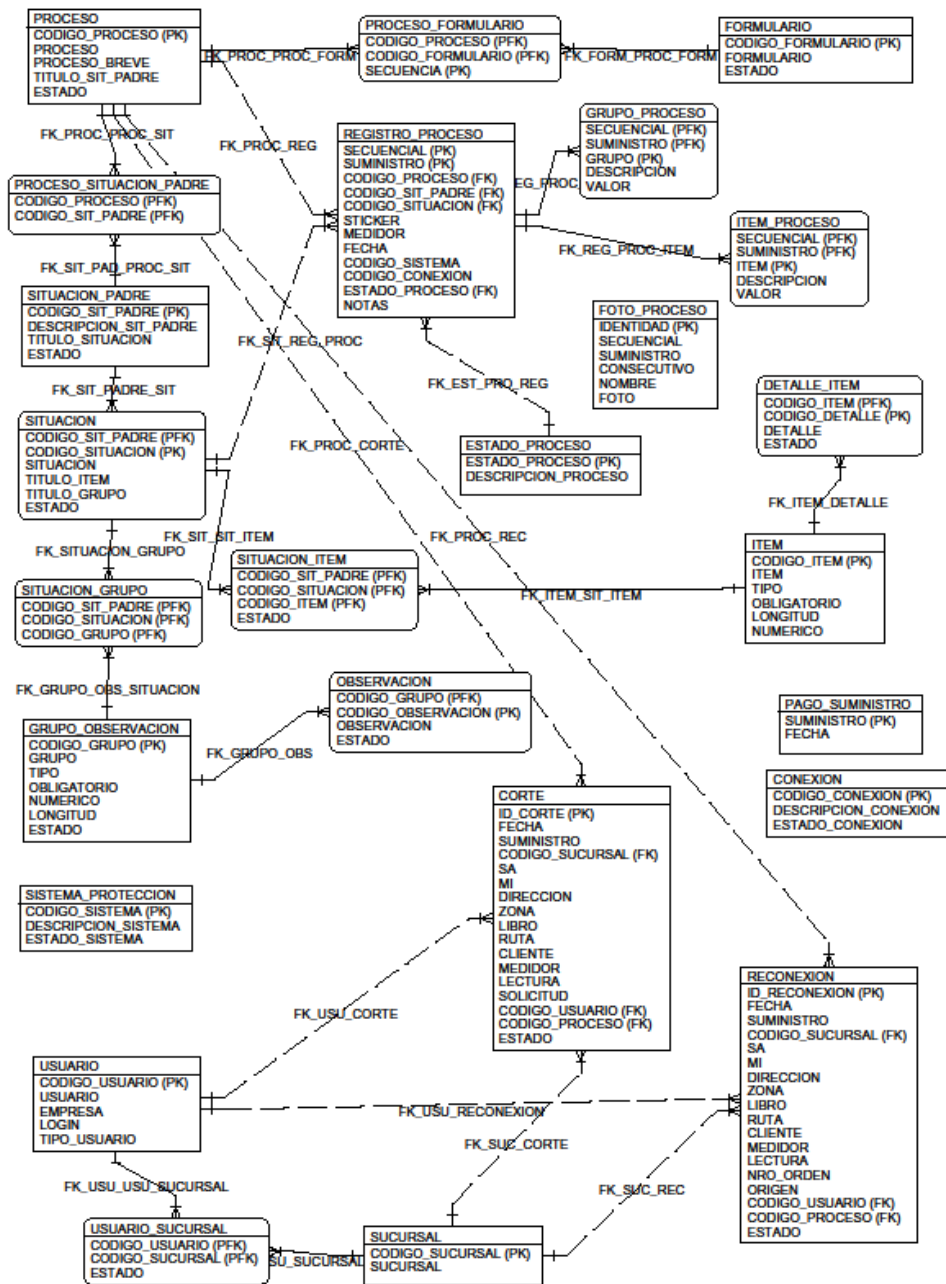 PROCESO
CODIGO_PROCESO (PK)
PROCESO
PROCESO_BREVE
TITULO_SIT_PADRE
ESTADO
FK_PROC_PROC_FORM
PROCESO_FORMULARIO
CODIGO_PROCESO (PFK)
CODIGO_FORMULARIO (PFK)
SECUENCIA (PK)
FK_FORM_PROC_FORM
FORMULARIO
CODIGO_FORMULARIO (PK)
FORMULARIO
ESTADO
FK_PROC_PROC_SIT
FK_PROC_REG
REGISTRO_PROCESO
SECUENCIAL (PK)
SUMINISTRO (PK)
CODIGO_PROCESO (FK)
CODIGO_SIT_PADRE (FK)
CODIGO_SITUACION (FK)
STICKER
MEDIDOR
FECHA
CODIGO_SISTEMA
CODIGO_CONEXION
ESTADO_PROCESO (FK)
NOTAS
EG_PROC_
GRUPO_PROCESO
SECUENCIAL (PFK)
SUMINISTRO (PFK)
GRUPO (PK)
DESCRIPCION
VALOR
PROCESO_SITUACION_PADRE
CODIGO_PROCESO (PFK)
CODIGO_SIT_PADRE (PFK)
FK_REG_PROC_ITEM
ITEM_PROCESO
SECUENCIAL (PFK)
SUMINISTRO (PFK)
ITEM (PK)
DESCRIPCION
VALOR
FK_SIT_PAD_PROC_SIT
SITUACION_PADRE
CODIGO_SIT_PADRE (PK)
DESCRIPCION_SIT_PADRE
TITULO_SITUACION
ESTADO
FK_SIT_REG_PROC
FOTO_PROCESO
IDENTIDAD (PK)
SECUENCIAL
SUMINISTRO
CONSECUTIVO
NOMBRE
FOTO
FK_EST_PRO_REG
FK_SIT_PADRE_SIT
DETALLE_ITEM
CODIGO_ITEM (PFK)
CODIGO_DETALLE (PK)
DETALLE
ESTADO
SITUACION
CODIGO_SIT_PADRE (PFK)
CODIGO_SITUACION (PK)
SITUACION
TITULO_ITEM
TITULO_GRUPO
ESTADO
FK_PROC_CORTE
ESTADO_PROCESO
ESTADO_PROCESO (PK)
DESCRIPCION_PROCESO
FK_ITEM_DETALLE
FK_SIT_SIT_ITEM
FK_PROC_REC
FK_SITUACION_GRUPO
ITEM
CODIGO_ITEM (PK)
ITEM
TIPO
OBLIGATORIO
LONGITUD
NUMERICO
SITUACION_ITEM
CODIGO_SIT_PADRE (PFK)
CODIGO_SITUACION (PFK)
CODIGO_ITEM (PFK)
ESTADO
FK_ITEM_SIT_ITEM
SITUACION_GRUPO
CODIGO_SIT_PADRE (PFK)
CODIGO_SITUACION (PFK)
CODIGO_GRUPO (PFK)
FK_GRUPO_OBS_SITUACION
OBSERVACION
CODIGO_GRUPO (PFK)
CODIGO_OBSERVACION (PK)
OBSERVACION
ESTADO
FK_GRUPO_OBS
GRUPO_OBSERVACION
CODIGO_GRUPO (PK)
GRUPO
TIPO
OBLIGATORIO
NUMERICO
LONGITUD
ESTADO
PAGO_SUMINISTRO
SUMINISTRO (PK)
FECHA
CONEXION
CODIGO_CONEXION (PK)
DESCRIPCION_CONEXION
ESTADO_CONEXION
CORTE
ID_CORTE (PK)
FECHA
SUMINISTRO
CODIGO_SUCURSAL (FK)
SA
MI
DIRECCION
ZONA
LIBRO
RUTA
CLIENTE
MEDIDOR
LECTURA
SOLICITUD
CODIGO_USUARIO (FK)
CODIGO_PROCESO (FK)
ESTADO
SISTEMA_PROTECCION
CODIGO_SISTEMA (PK)
DESCRIPCION_SISTEMA
ESTADO_SISTEMA
FK_USU_CORTE
RECONEXION
ID_RECONEXION (PK)
FECHA
SUMINISTRO
CODIGO_SUCURSAL (FK)
SA
MI
DIRECCION
ZONA
LIBRO
RUTA
CLIENTE
MEDIDOR
LECTURA
NRO_ORDEN
ORIGEN
CODIGO_USUARIO (FK)
CODIGO_PROCESO (FK)
ESTADO
USUARIO
CODIGO_USUARIO (PK)
USUARIO
EMPRESA
LOGIN
TIPO_USUARIO
FK_USU_RECONEXION
FK_SUC_CORTE
FK_SUC_REC
FK_USU_USU_SUCURSAL
USUARIO_SUCURSAL
CODIGO_USUARIO (PFK)
CODIGO_SUCURSAL (PFK)
ESTADO
SU_SUCURSAL
SUCURSAL
CODIGO_SUCURSAL (PK)
SUCURSAL